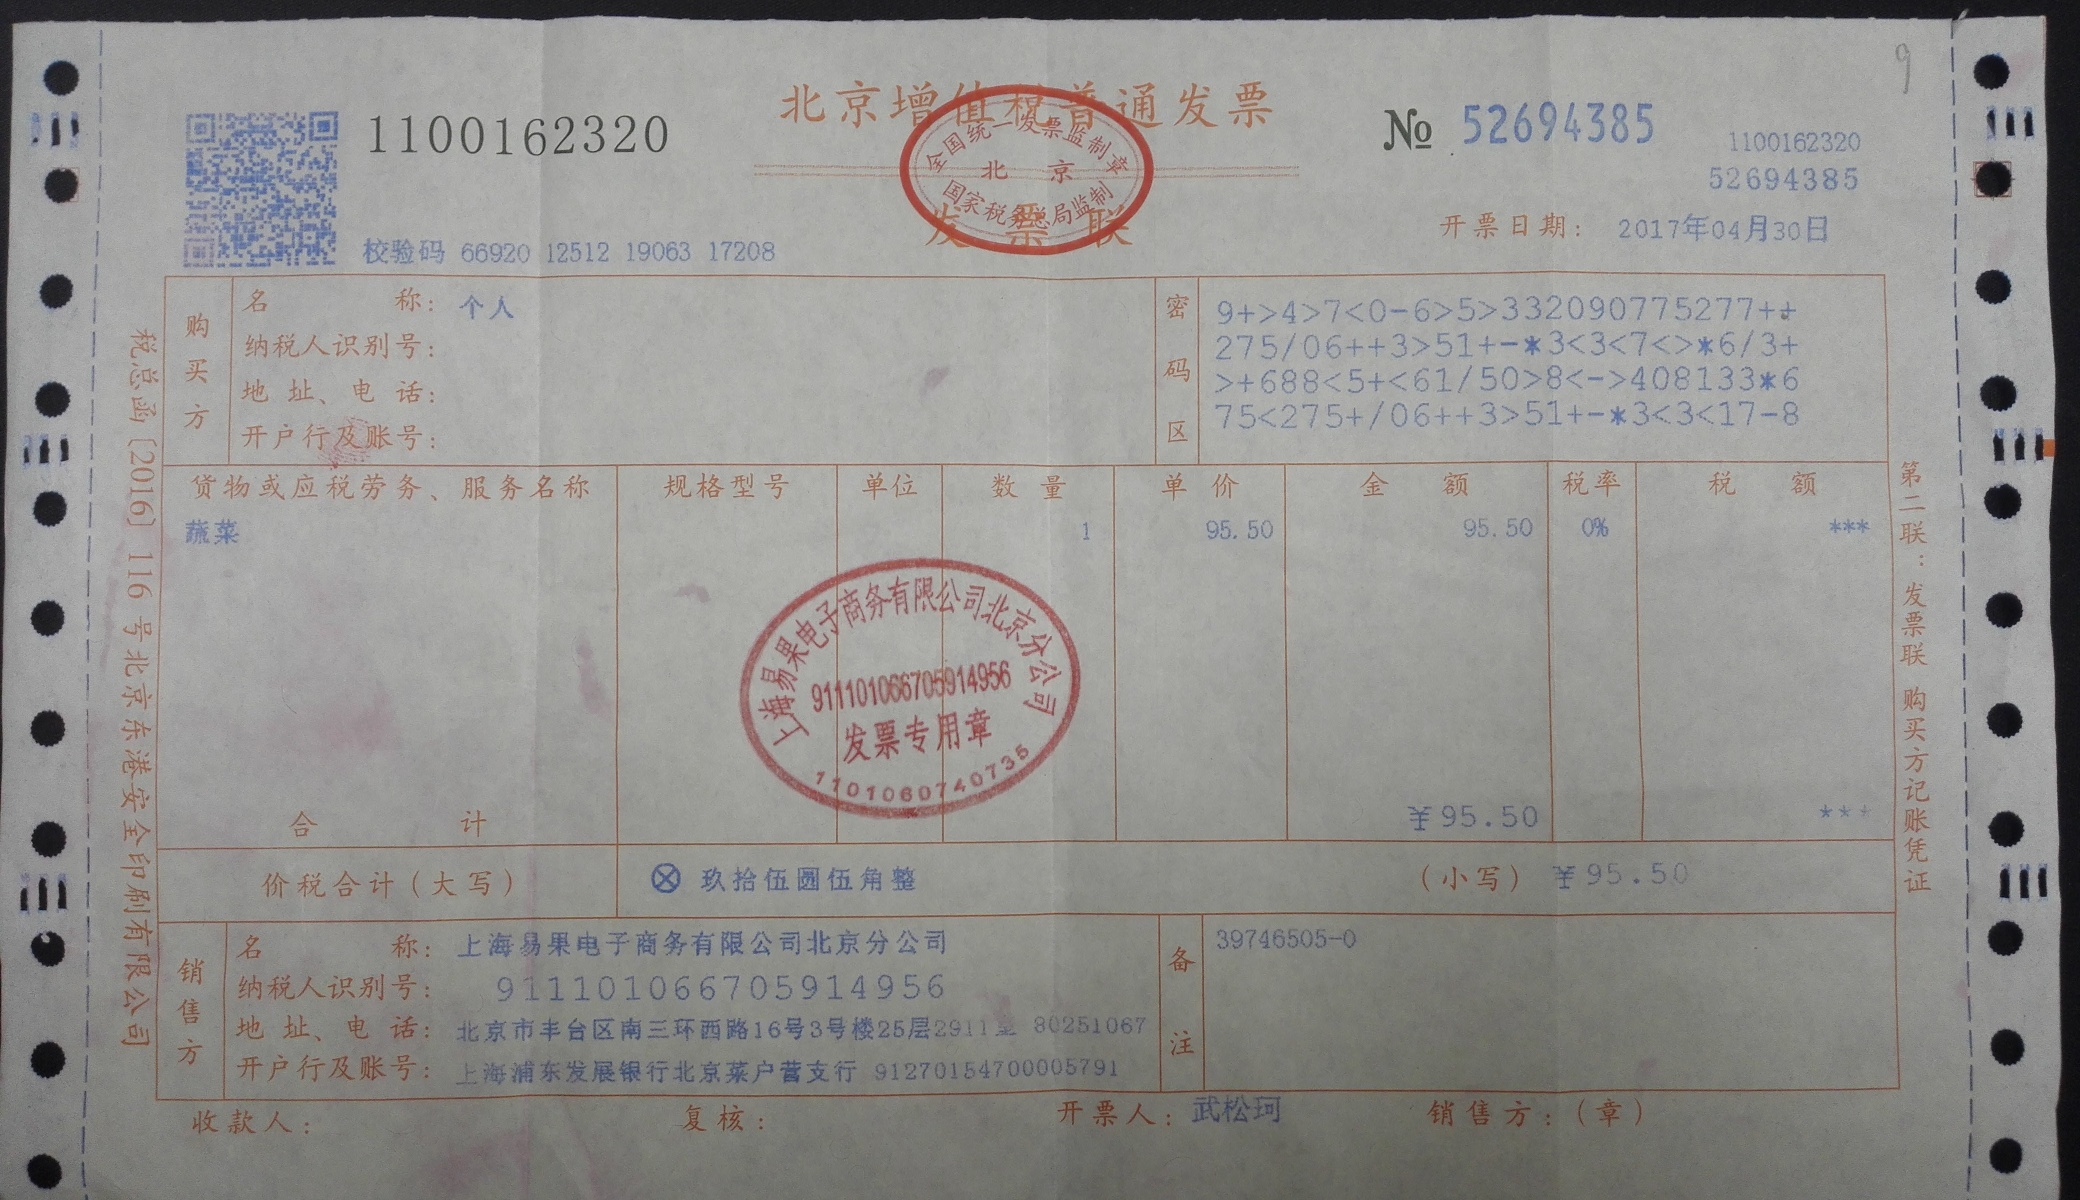 9
北京增值税普通发票
发票联
全国统一发票监制章
北 京
国家税务总局监制
1100162320
№ 52694385
1100162320
52694385
校验码 66920 12512 19063 17208
开票日期: 2017年04月30日
购买方
名 称: 个人
纳税人识别号:
地 址、电 话:
开户行及账号:
密码区
9+>4>7<0-6>5>332090775277++
275/06++3>51+-*3<3<7<>*6/3+
>+688<5+<61/50>8<->408133*6
75<275+/06++3>51+-*3<3<17-8
货物或应税劳务、服务名称 规格型号 单位 数 量 单 价 金 额 税率 税 额
蔬菜 1 95.50 95.50 0% ***
上海易果电子商务有限公司北京分公司
911101066705914956
发票专用章
1101060740735
合 计 ¥95.50 ***
价税合计(大写) ⊗ 玖拾伍圆伍角整 (小写) ¥95.50
销售方
名 称: 上海易果电子商务有限公司北京分公司
纳税人识别号: 911101066705914956
地 址、电 话: 北京市丰台区南三环西路16号3号楼25层2911室 80251067
开户行及账号: 上海浦东发展银行北京菜户营支行 91270154700005791
备注
39746505-0
收款人: 复核: 开票人: 武松珂 销售方:(章)
税总函〔2016〕116 号北京东港安全印刷有限公司
第二联:发票联 购买方记账凭证